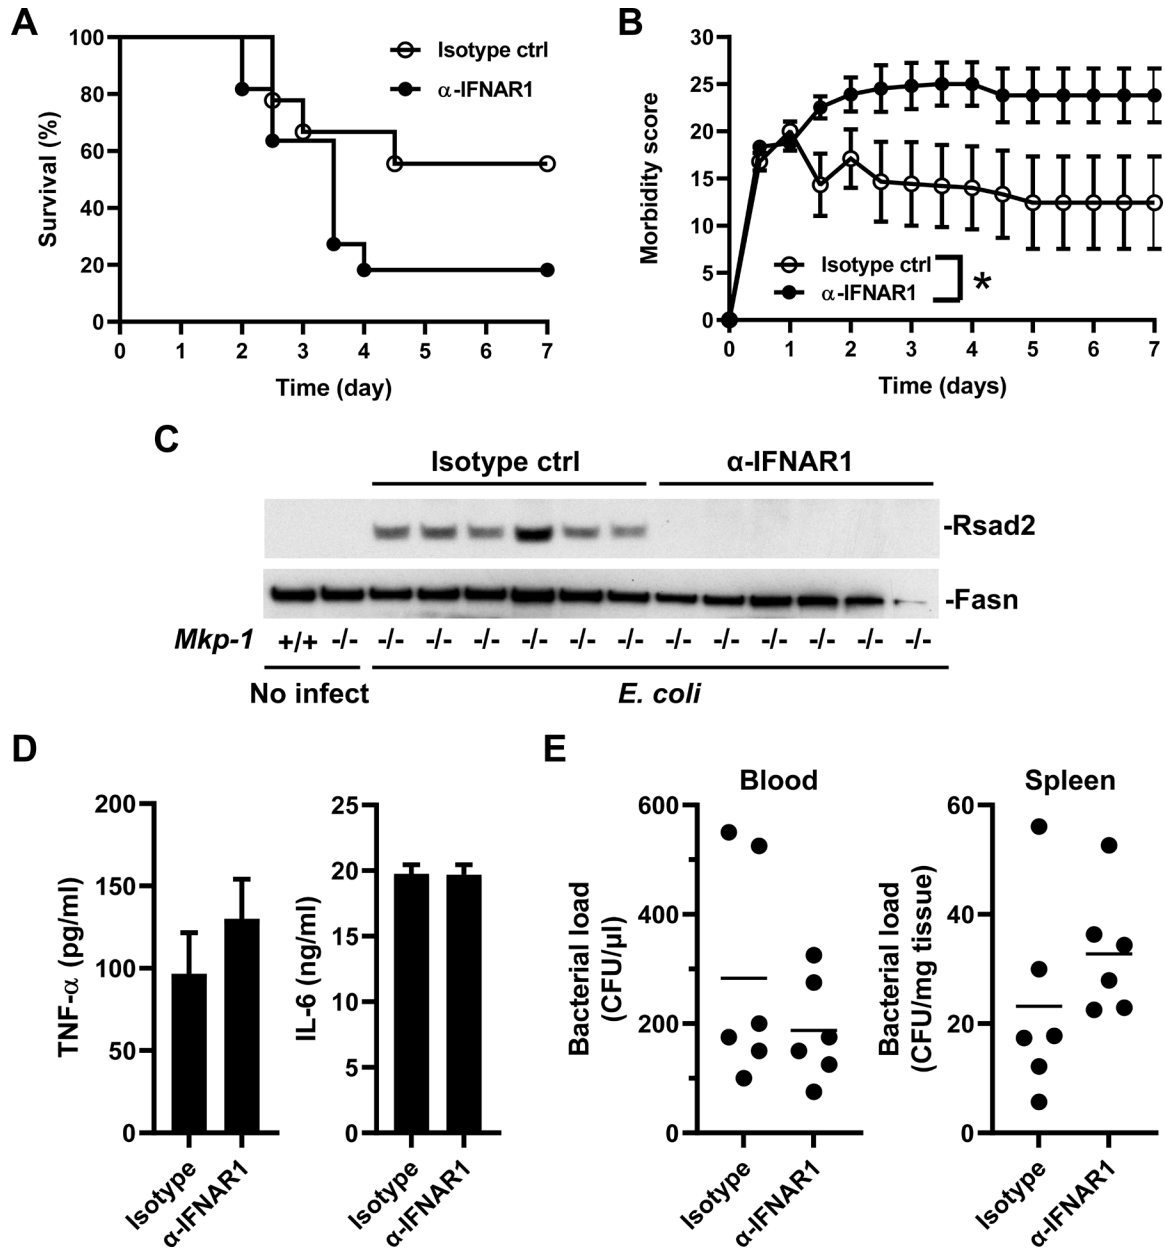 A
100
80
60
40
20
0
Survival (%)
0 1 2 3 4 5 6 7
Time (day)
Isotype ctrl
α-IFNAR1
B
30
25
20
15
10
5
0
Morbidity score
0 1 2 3 4 5 6 7
Time (days)
Isotype ctrl
α-IFNAR1
*
C
Isotype ctrl α-IFNAR1
-Rsad2
-Fasn
Mkp-1 +/+ -/- -/- -/- -/- -/- -/- -/- -/- -/- -/- -/- -/- -/-
No infect E. coli
D
200
150
100
50
0
TNF-α (pg/ml)
Isotype
α-IFNAR1
25
20
15
10
5
0
IL-6 (ng/ml)
Isotype
α-IFNAR1
E
Blood
600
400
200
0
Bacterial load
(CFU/µl)
Isotype
α-IFNAR1
Spleen
60
40
20
0
Bacterial load
(CFU/mg tissue)
Isotype
α-IFNAR1